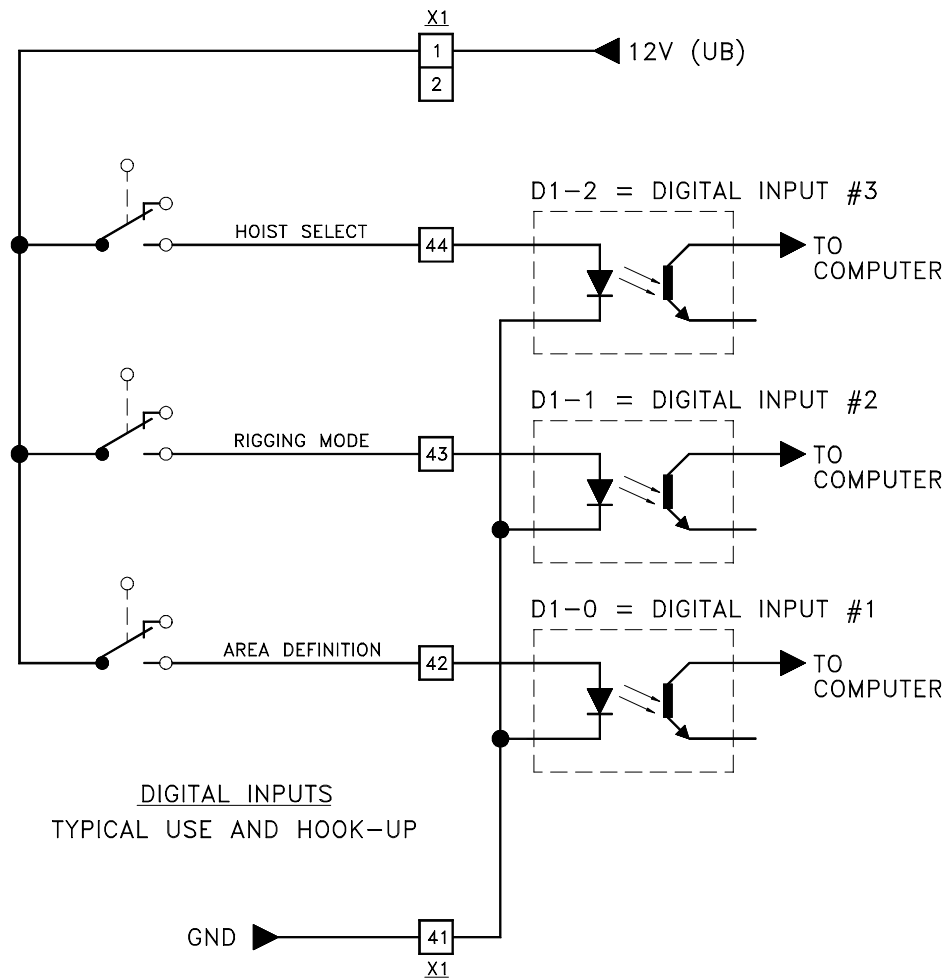 X1
1
12V (UB)
2
D1-2 = DIGITAL INPUT #3
HOIST SELECT
44
TO
COMPUTER
D1-1 = DIGITAL INPUT #2
RIGGING MODE
43
TO
COMPUTER
D1-0 = DIGITAL INPUT #1
AREA DEFINITION
42
TO
COMPUTER
DIGITAL INPUTS
TYPICAL USE AND HOOK-UP
GND
41
X1